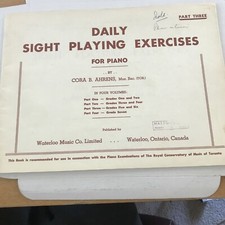 PART THREE
DAILY
SIGHT PLAYING EXERCISES
FOR PIANO
BY
CORA B. AHRENS,
IN FOUR VOLUMES:
Part One — Grades One and Two
Part Two — Grades Three and Four
Part Three — Grades Five and Six
Part Four — Grade Seven
Published by
Waterloo Music Co. Limited - - - Waterloo, Ontario, Canada
This Book is recommended for use in connection with the Piano Examinations of The Royal Conservatory of Music of Toronto.